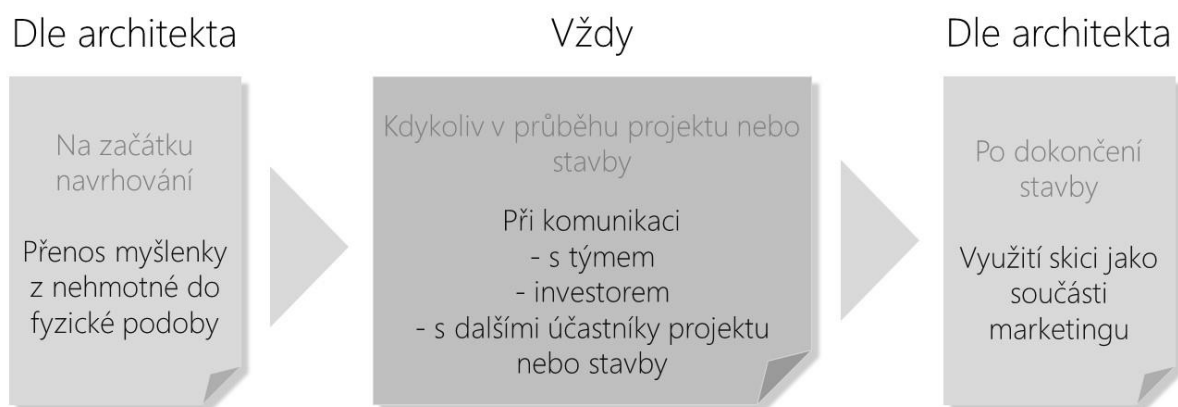 Dle architekta
Na začátku
navrhování
Přenos myšlenky
z nehmotné do
fyzické podoby
Vždy
Kdykoliv v průběhu projektu nebo
stavby
Při komunikaci
- s týmem
- investorem
- s dalšími účastníky projektu
nebo stavby
Dle architekta
Po dokončení
stavby
Využití skici jako
součásti
marketingu